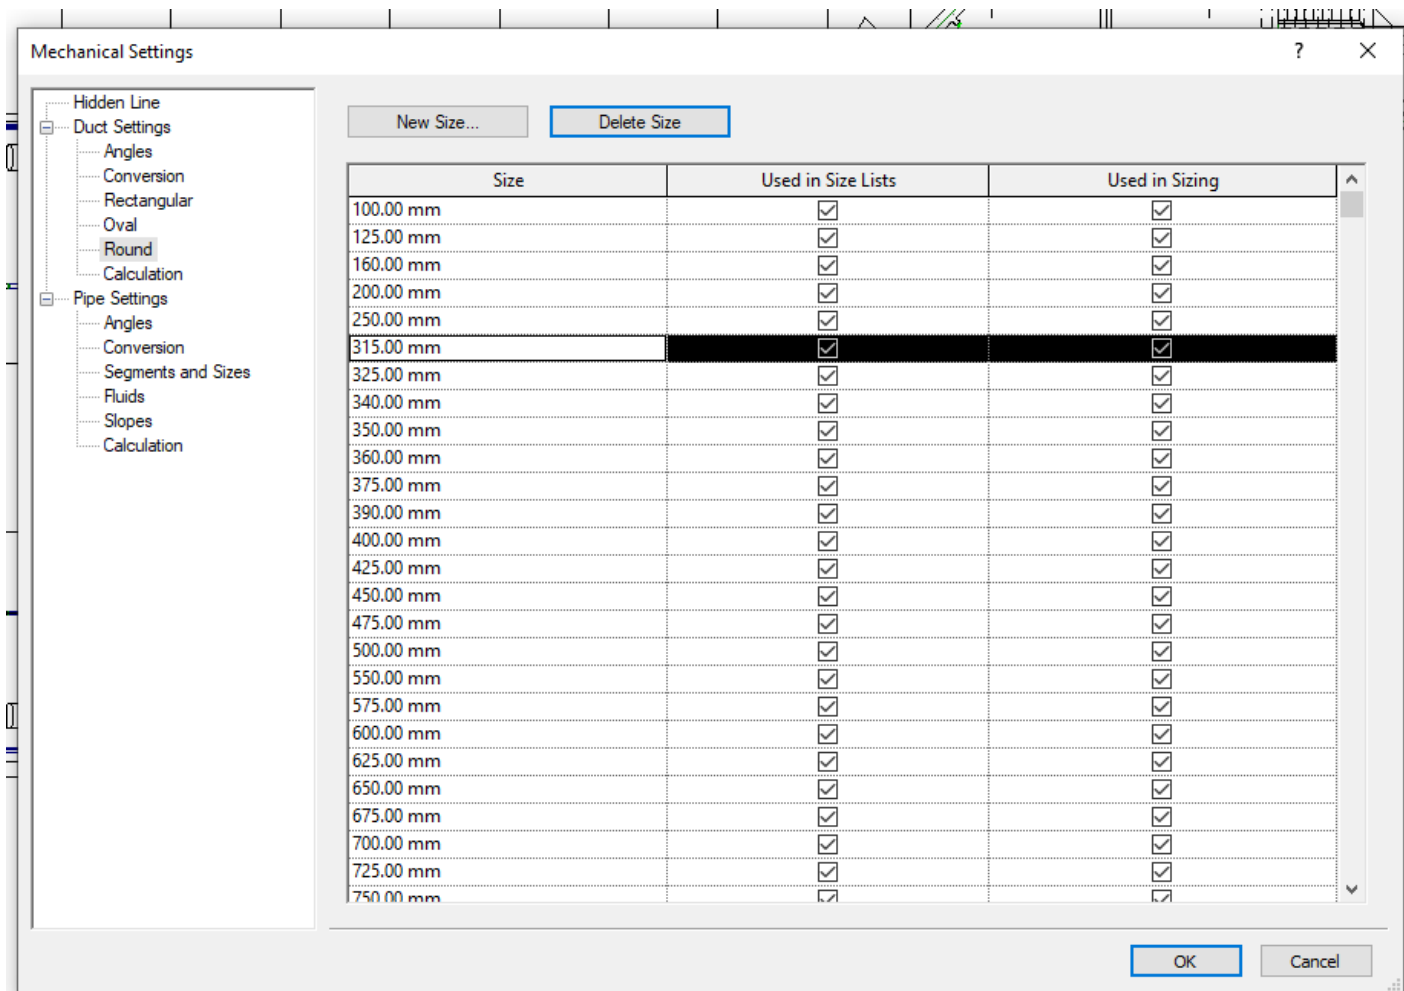 Mechanical Settings
?
Hidden Line
Duct Settings
Angles
Conversion
Rectangular
Oval
Round
Calculation
Pipe Settings
Angles
Conversion
Segments and Sizes
Fluids
Slopes
Calculation
New Size...
Delete Size
Size Used in Size Lists Used in Sizing
100.00 mm
125.00 mm
160.00 mm
200.00 mm
250.00 mm
315.00 mm
325.00 mm
340.00 mm
350.00 mm
360.00 mm
375.00 mm
390.00 mm
400.00 mm
425.00 mm
450.00 mm
475.00 mm
500.00 mm
550.00 mm
575.00 mm
600.00 mm
625.00 mm
650.00 mm
675.00 mm
700.00 mm
725.00 mm
750.00 mm
OK
Cancel